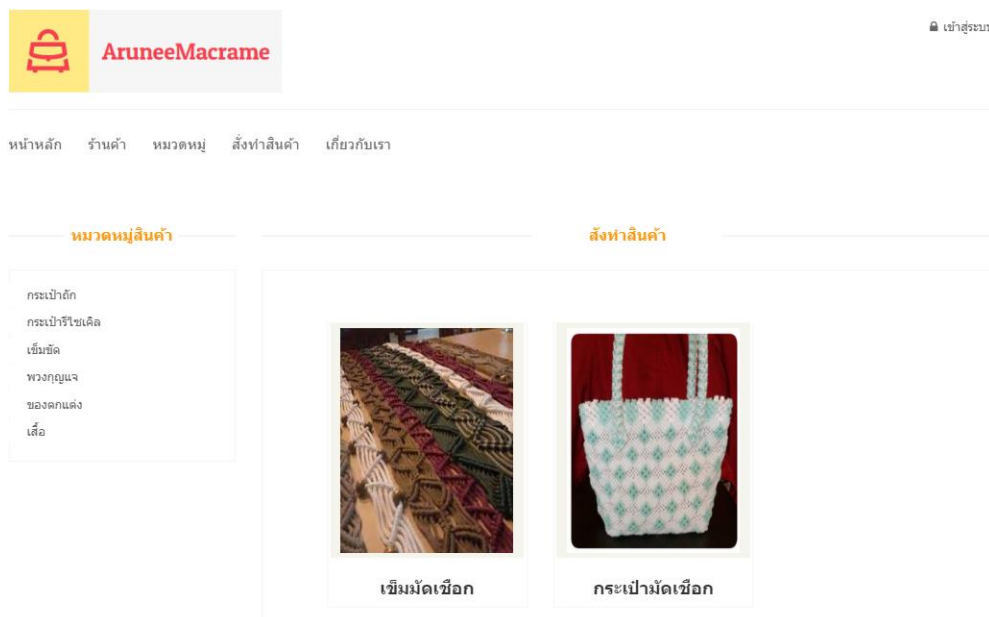 AruneeMacrame
เข้าสู่ระบบ
หน้าหลัก ร้านค้า หมวดหมู่ สั่งทำสินค้า เกี่ยวกับเรา
หมวดหมู่สินค้า
สั่งทำสินค้า
กระเป๋าถัก
กระเป๋ารีไซเคิล
เข็มขัด
พวงกุญแจ
ของตกแต่ง
เสื้อ
เข็มมัดเชือก
กระเป๋ามัดเชือก